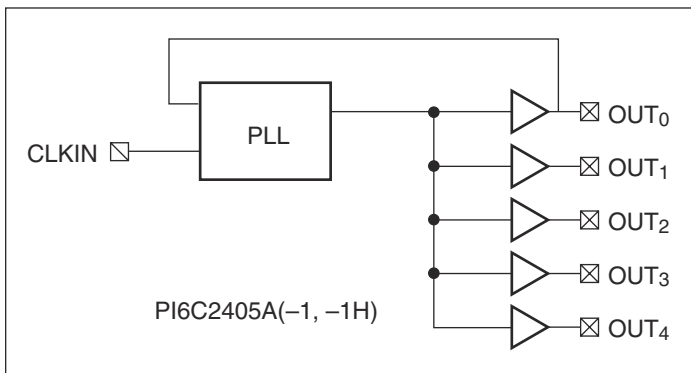 PLL
OUT₀
CLKIN
OUT₁
OUT₂
OUT₃
PI6C2405A(–1, –1H)
OUT₄